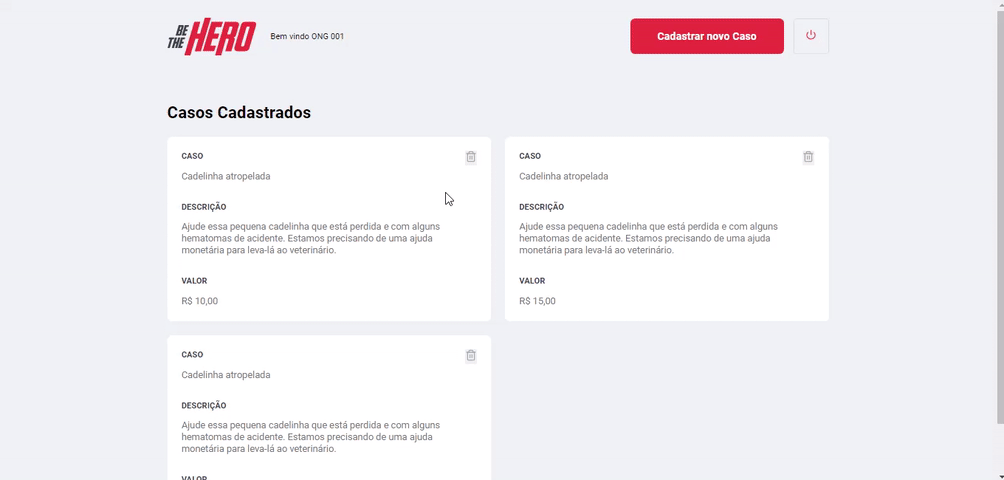 BE THE HERO
Bem vindo ONG 001
Cadastrar novo Caso
Casos Cadastrados
CASO
Cadelinha atropelada
DESCRIÇÃO
Ajude essa pequena cadelinha que está perdida e com alguns
hematomas de acidente. Estamos precisando de uma ajuda
monetária para leva-lá ao veterinário.
VALOR
R$ 10,00
CASO
Cadelinha atropelada
DESCRIÇÃO
Ajude essa pequena cadelinha que está perdida e com alguns
hematomas de acidente. Estamos precisando de uma ajuda
monetária para leva-lá ao veterinário.
VALOR
R$ 15,00
CASO
Cadelinha atropelada
DESCRIÇÃO
Ajude essa pequena cadelinha que está perdida e com alguns
hematomas de acidente. Estamos precisando de uma ajuda
monetária para leva-lá ao veterinário.
VALOR